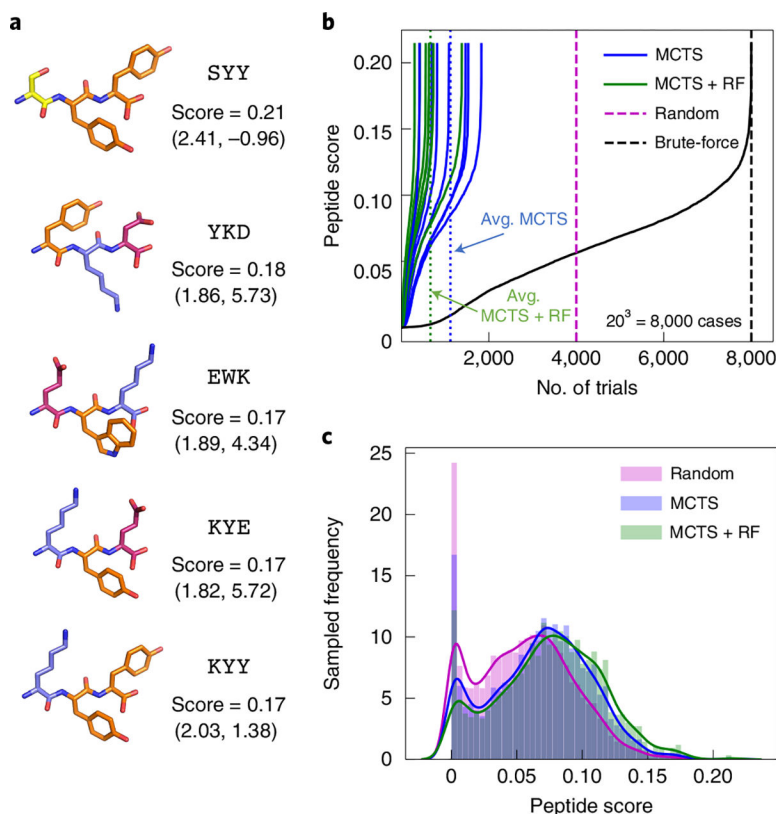 a
SYY
Score = 0.21
(2.41, –0.96)
YKD
Score = 0.18
(1.86, 5.73)
EWK
Score = 0.17
(1.89, 4.34)
KYE
Score = 0.17
(1.82, 5.72)
KYY
Score = 0.17
(2.03, 1.38)
b
Peptide score
0.20
0.15
0.10
0.05
0
MCTS
MCTS + RF
Random
Brute-force
Avg. MCTS
Avg.
MCTS + RF
20³ = 8,000 cases
2,000
4,000
6,000
8,000
No. of trials
c
Sampled frequency
25
20
15
10
5
0
Random
MCTS
MCTS + RF
0
0.05
0.10
0.15
0.20
Peptide score